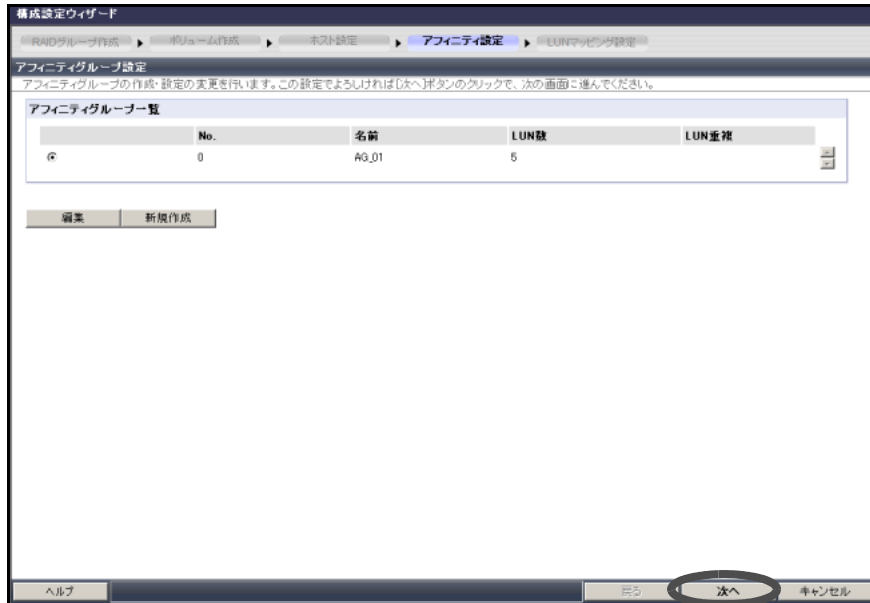 構成設定ウィザード
RAIDグループ作成 ボリューム作成 ホスト設定 アフィニティ設定 LUNマッピング設定
アフィニティグループ設定
アフィニティグループの作成・設定の変更を行います。この設定でよろしければ[次へ]ボタンのクリックで、次の画面に進んでください。
アフィニティグループ一覧
No. 名前 LUN数 LUN重複
0 AG_01 5
編集 新規作成
ヘルプ 戻る 次へ キャンセル